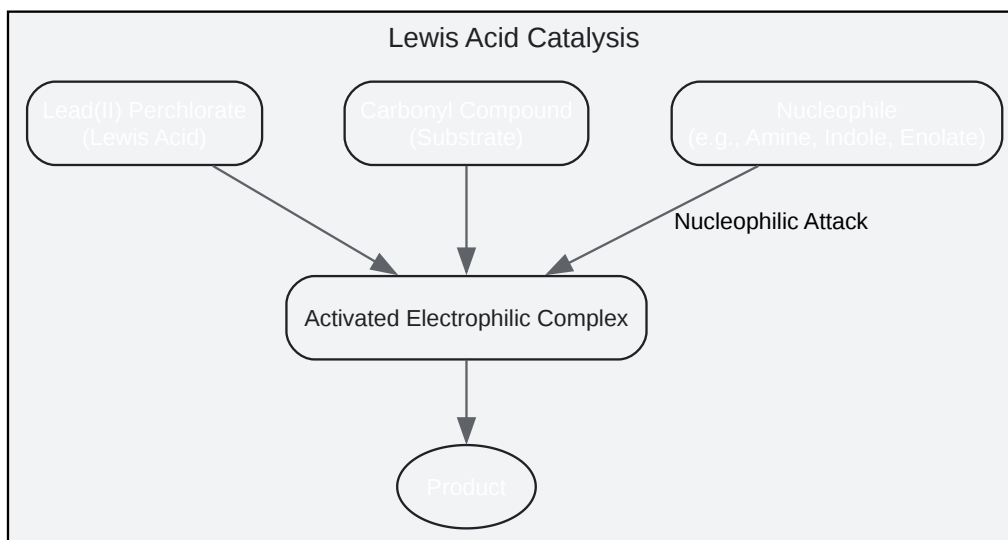 Lewis Acid Catalysis
Lead(II) Perchlorate
(Lewis Acid)
Carbonyl Compound
(Substrate)
Nucleophile
(e.g., Amine, Indole, Enolate)
Nucleophilic Attack
Activated Electrophilic Complex
Product